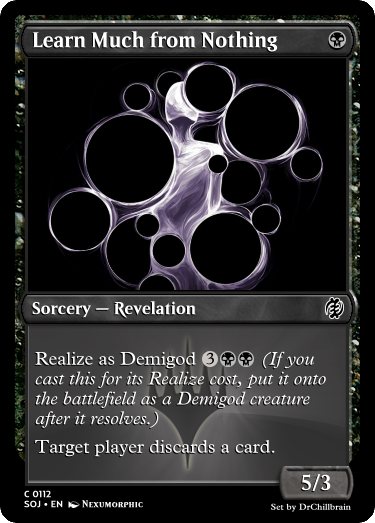 Learn Much from Nothing
Sorcery — Revelation
Realize as Demigod 3 (If you
cast this for its Realize cost, put it onto
the battlefield as a Demigod creature
after it resolves.)
Target player discards a card.
5/3
C 0112
SOJ • EN Nexumorphic
Set by DrChillbrain